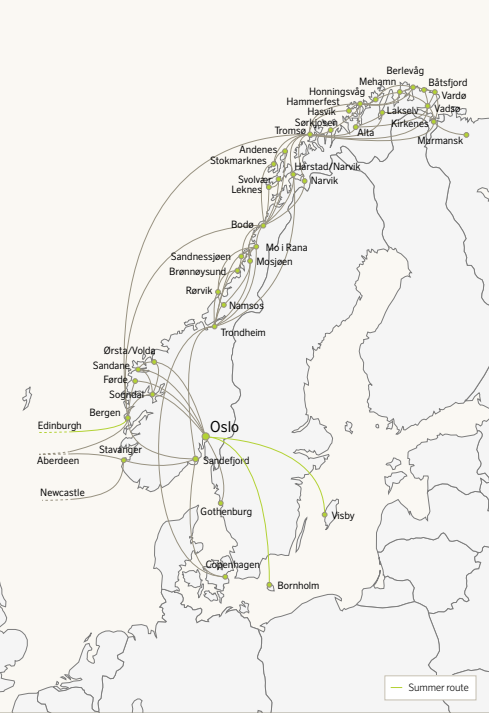 Berlevåg
Mehamn
Båtsfjord
Honningsvåg
Vardø
Hammerfest
Hasvik
Lakselv
Vadsø
Sørkjosen
Kirkenes
Tromsø
Alta
Murmansk
Andenes
Stokmarknes
Harstad/Narvik
Svolvær
Narvik
Leknes
Bodø
Mo i Rana
Sandnessjøen
Mosjøen
Brønnøysund
Rørvik
Namsos
Trondheim
Ørsta/Volda
Sandane
Førde
Sogndal
Bergen
Edinburgh
Oslo
Stavanger
Aberdeen
Sandefjord
Newcastle
Gothenburg
Visby
Copenhagen
Bornholm
Summer route